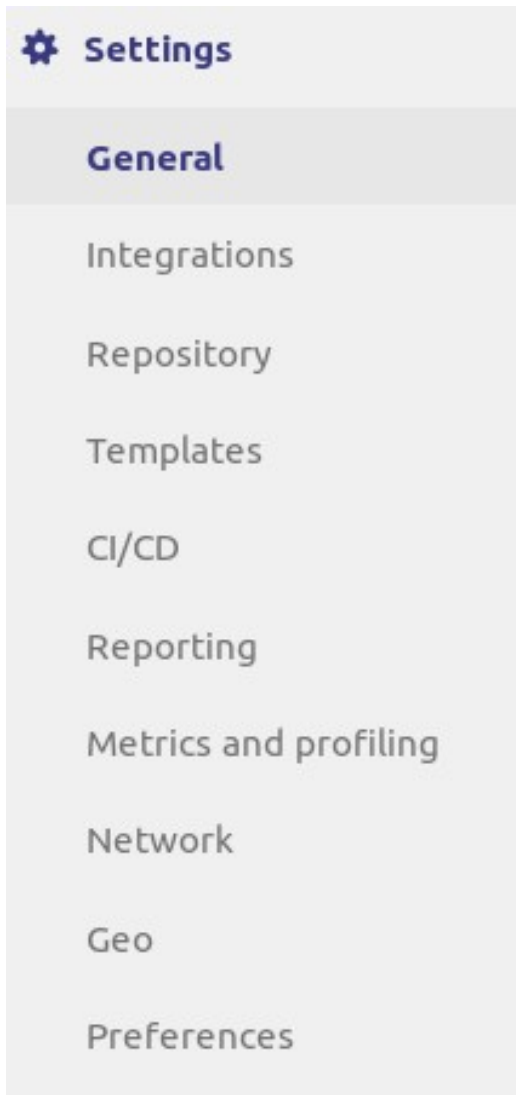 Settings
General
Integrations
Repository
Templates
CI/CD
Reporting
Metrics and profiling
Network
Geo
Preferences